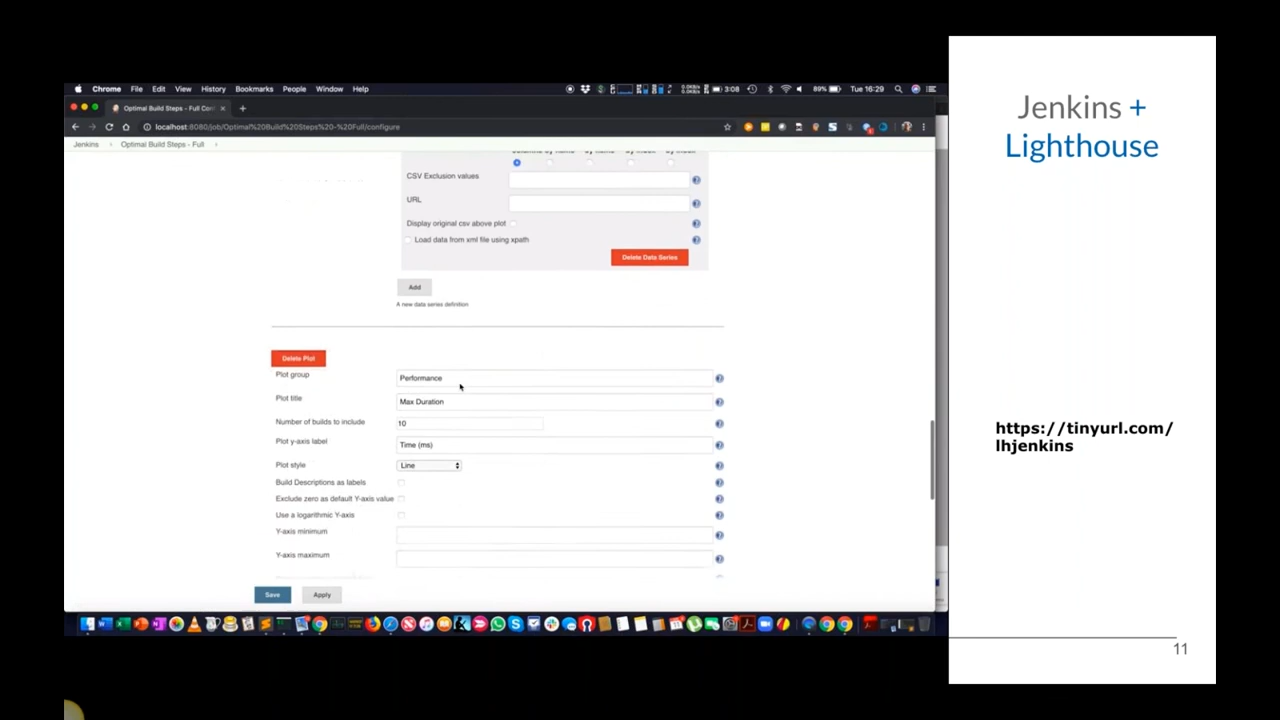 Chrome File Edit View History Bookmarks People Window Help
3:08 89% Tue 16:29
Optimal Build Steps - Full Con
localhost:8080/job/Optimal%20Build%20Steps%20-%20Full/configure
Jenkins Optimal Build Steps - Full
CSV Exclusion values
URL
Display original csv above plot
Load data from xml file using xpath
Delete Data Series
Add
A new data series definition
Delete Plot
Plot group Performance
Plot title Max Duration
Number of builds to include 10
Plot y-axis label Time (ms)
Plot style Line
Build Descriptions as labels
Exclude zero as default Y-axis value
Use a logarithmic Y-axis
Y-axis minimum
Y-axis maximum
Save Apply
Jenkins +
Lighthouse
https://tinyurl.com/
lhjenkins
11